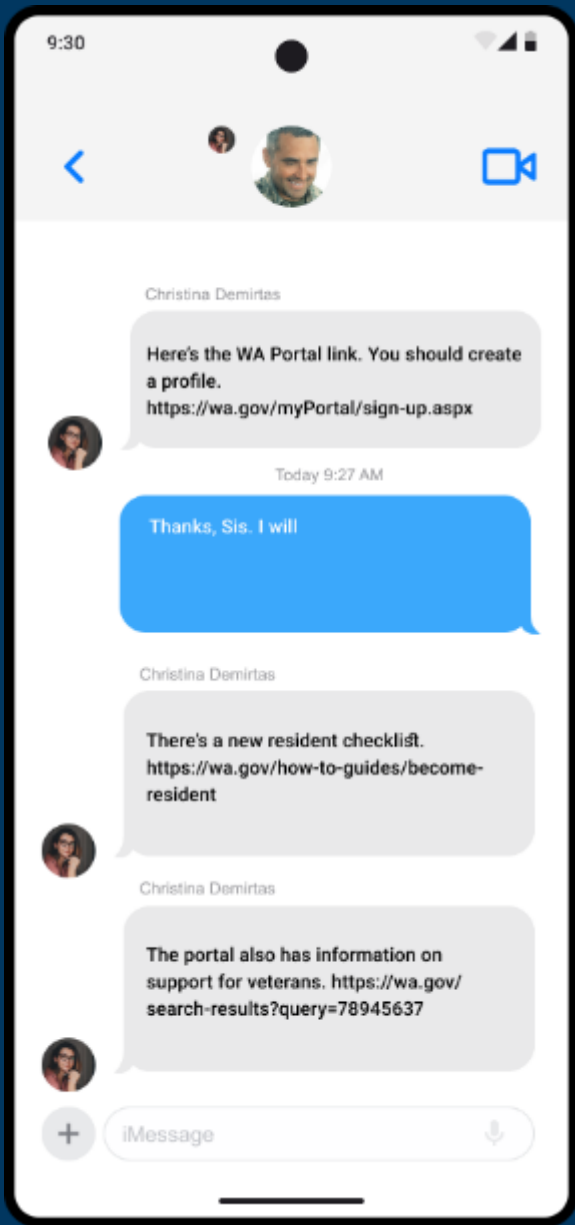 9:30
Christina Demirtas
Here's the WA Portal link. You should create
a profile.
https://wa.gov/myPortal/sign-up.aspx
Today 9:27 AM
Thanks, Sis. I will
Christina Demirtas
There's a new resident checklist.
https://wa.gov/how-to-guides/become-
resident
Christina Demirtas
The portal also has information on
support for veterans. https://wa.gov/
search-results?query=78945637
iMessage